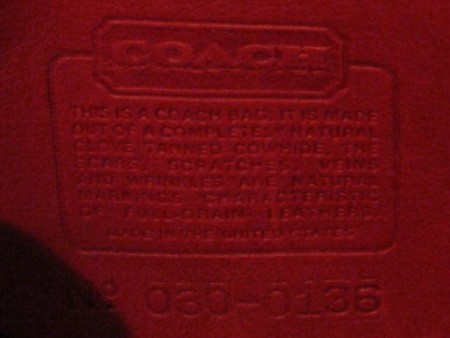 COACH
THIS IS A COACH BAG. IT IS MADE
OUT OF A COMPLETELY NATURAL
GLOVE TANNED COWHIDE. THE
SCARS, SCRATCHES, VEINS
AND WRINKLES ARE NATURAL
MARKINGS CHARACTERISTIC
OF FULL-GRAIN LEATHERS.
MADE IN THE UNITED STATES
Nº 030-0136